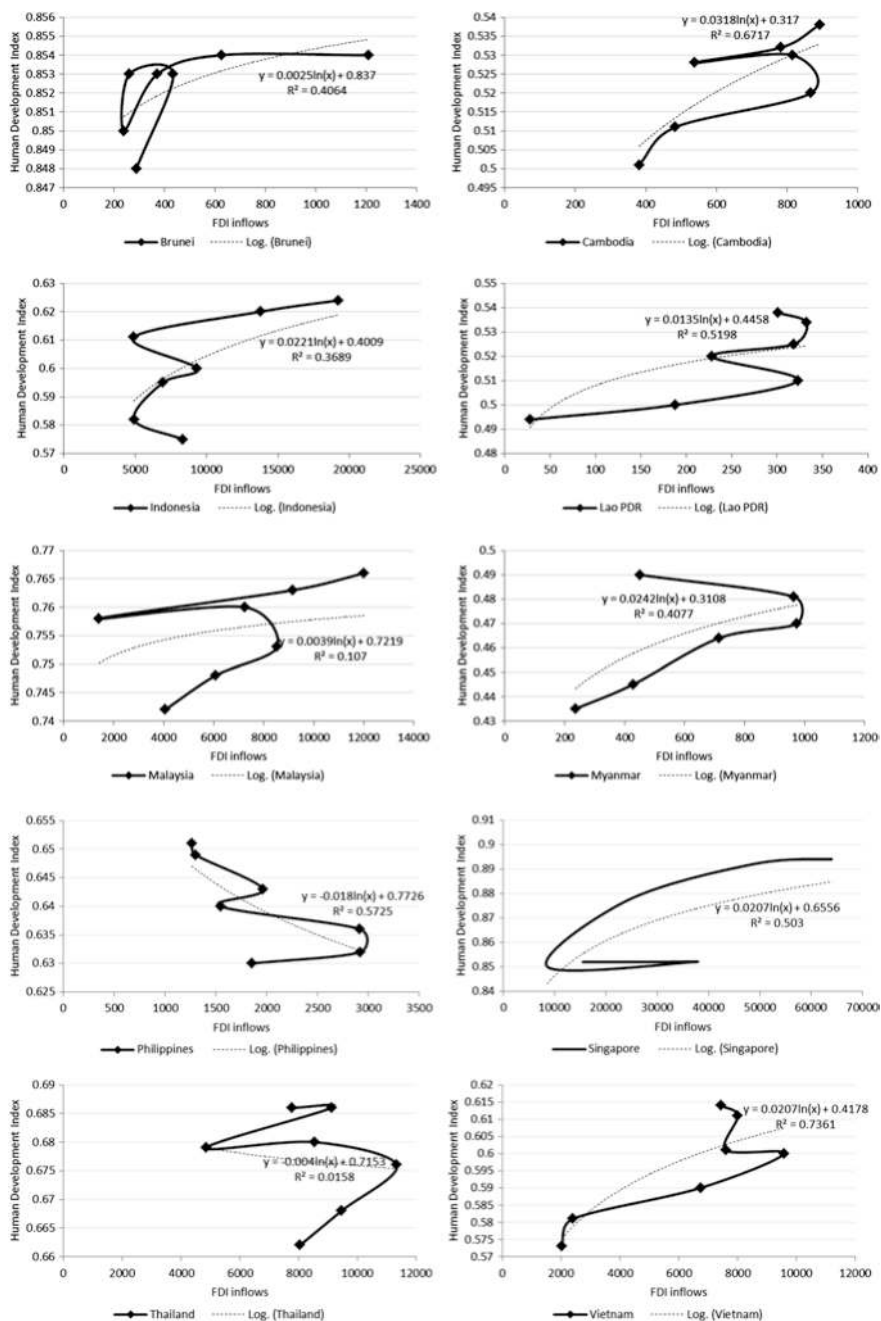 Human Development Index
0.856
0.855
0.854
0.853
0.852
0.851
0.85
0.849
0.848
0.847
y = 0.0025ln(x) + 0.837
R² = 0.4064
0 200 400 600 800 1000 1200 1400
FDI inflows
Brunei Log. (Brunei)
Human Development Index
0.54
0.535
0.53
0.525
0.52
0.515
0.51
0.505
0.5
0.495
y = 0.0318ln(x) + 0.317
R² = 0.6717
0 200 400 600 800 1000
FDI inflows
Cambodia Log. (Cambodia)
Human Development Index
0.63
0.62
0.61
0.6
0.59
0.58
0.57
y = 0.0221ln(x) + 0.4009
R² = 0.3689
0 5000 10000 15000 20000 25000
FDI inflows
Indonesia Log. (Indonesia)
Human Development Index
0.55
0.54
0.53
0.52
0.51
0.5
0.49
0.48
y = 0.0135ln(x) + 0.4458
R² = 0.5198
0 50 100 150 200 250 300 350 400
FDI inflows
Lao PDR Log. (Lao PDR)
Human Development Index
0.77
0.765
0.76
0.755
0.75
0.745
0.74
y = 0.0039ln(x) + 0.7219
R² = 0.107
0 2000 4000 6000 8000 10000 12000 14000
FDI inflows
Malaysia Log. (Malaysia)
Human Development Index
0.5
0.49
0.48
0.47
0.46
0.45
0.44
0.43
y = 0.0242ln(x) + 0.3108
R² = 0.4077
0 200 400 600 800 1000 1200
FDI inflows
Myanmar Log. (Myanmar)
Human Development Index
0.655
0.65
0.645
0.64
0.635
0.63
0.625
y = -0.018ln(x) + 0.7726
R² = 0.5725
0 500 1000 1500 2000 2500 3000 3500
FDI inflows
Philippines Log. (Philippines)
Human Development Index
0.91
0.9
0.89
0.88
0.87
0.86
0.85
0.84
y = 0.0207ln(x) + 0.6556
R² = 0.503
0 10000 20000 30000 40000 50000 60000 70000
FDI inflows
Singapore Log. (Singapore)
Human Development Index
0.69
0.685
0.68
0.675
0.67
0.665
0.66
y = -0.004ln(x) + 0.7153
R² = 0.0158
0 2000 4000 6000 8000 10000 12000
FDI inflows
Thailand Log. (Thailand)
Human Development Index
0.62
0.615
0.61
0.605
0.6
0.595
0.59
0.585
0.58
0.575
0.57
y = 0.0207ln(x) + 0.4178
R² = 0.7361
0 2000 4000 6000 8000 10000 12000
FDI inflows
Vietnam Log. (Vietnam)